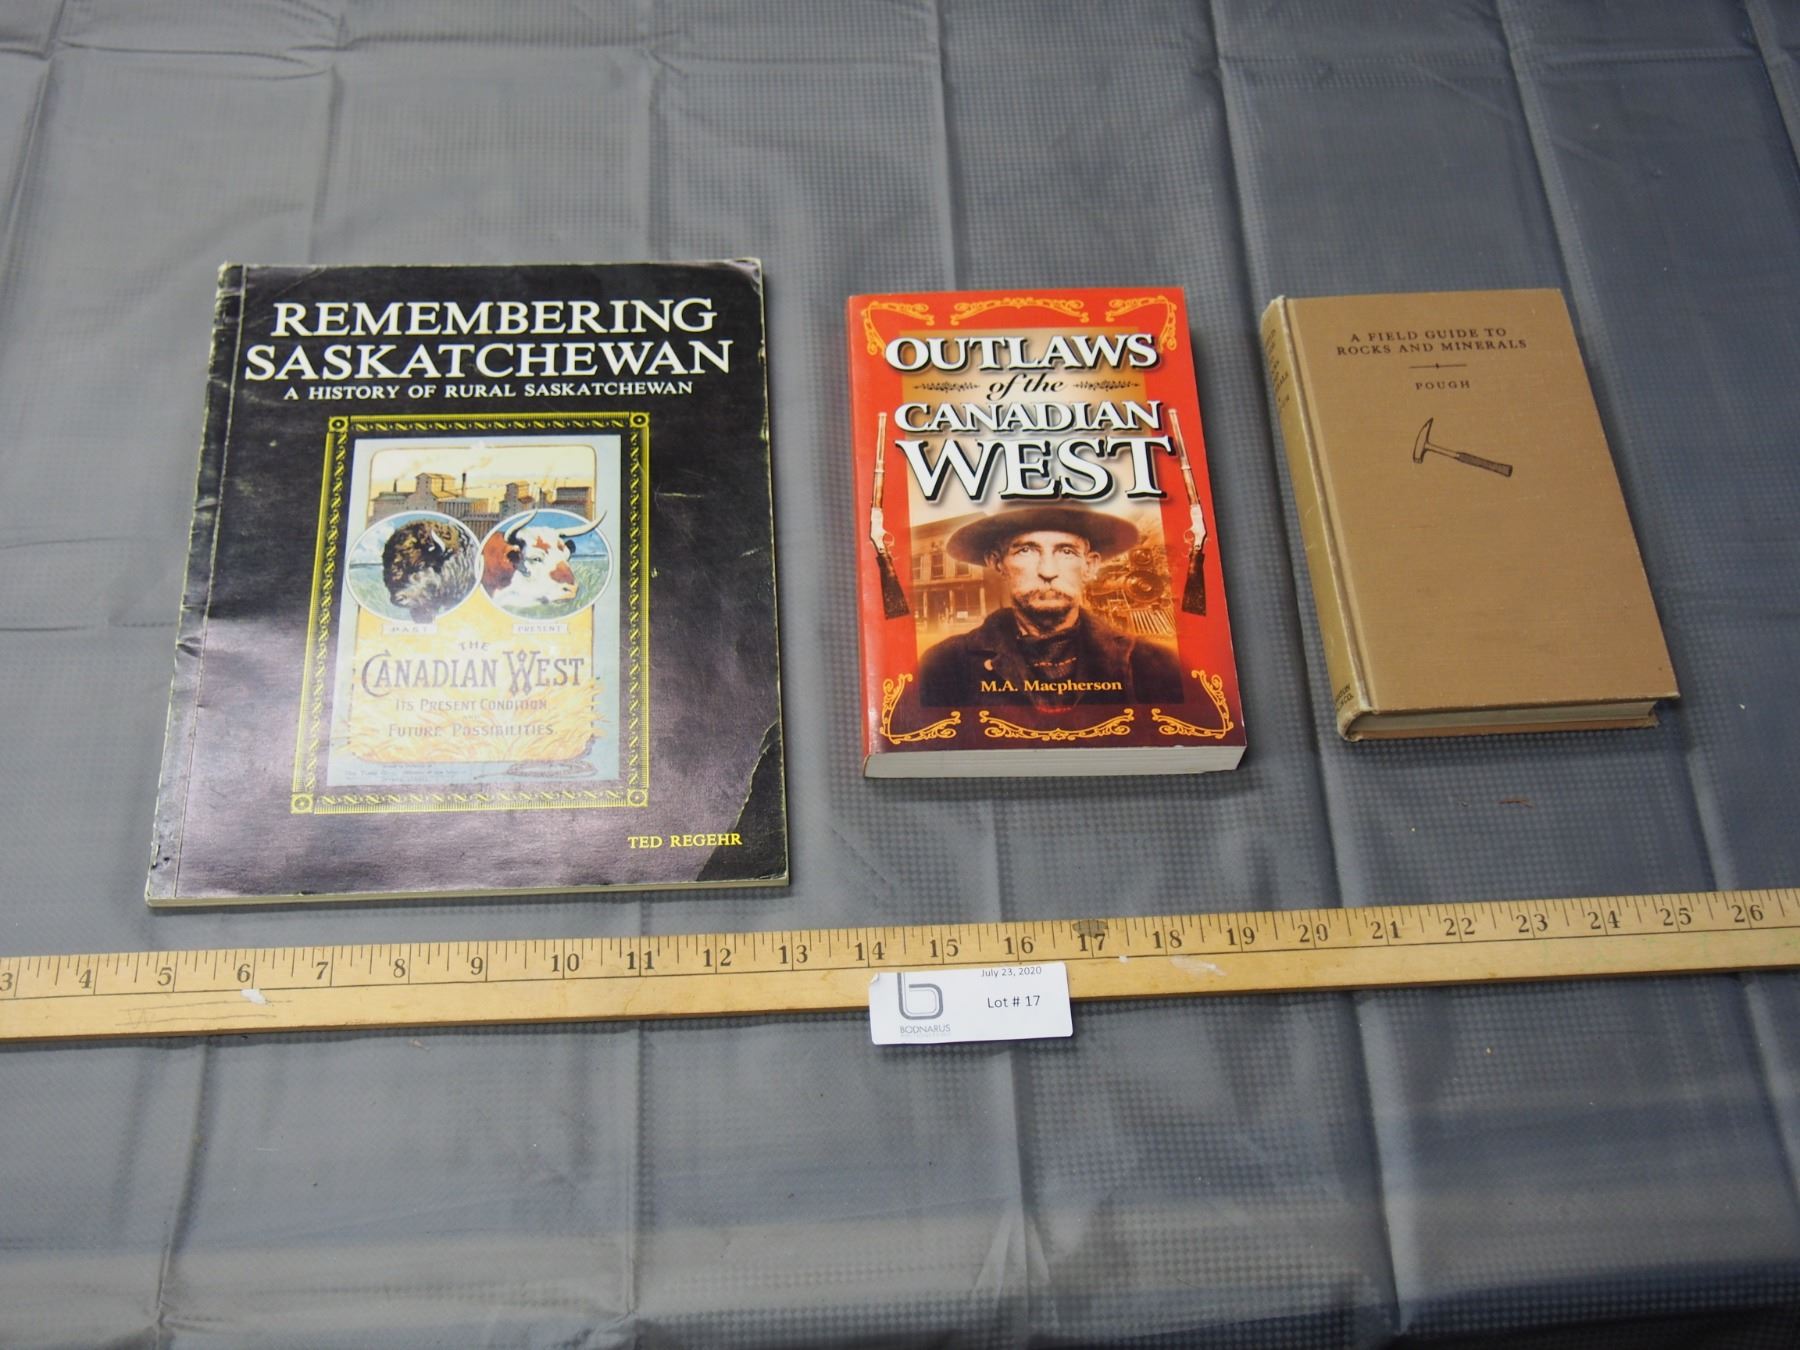 REMEMBERING
SASKATCHEWAN
A HISTORY OF RURAL SASKATCHEWAN
PAST
PRESENT
THE
CANADIAN WEST
ITS PRESENT CONDITION
FUTURE POSSIBILITIES
TED REGEHR
OUTLAWS
of the
CANADIAN
WEST
M.A. Macpherson
A FIELD GUIDE TO
ROCKS AND MINERALS
POUGH
3 4 5 6 7 8 9 10 11 12 13 14 15 16 17 18 19 20 21 22 23 24 25 26
July 23, 2020
Lot # 17
b
BODNARUS